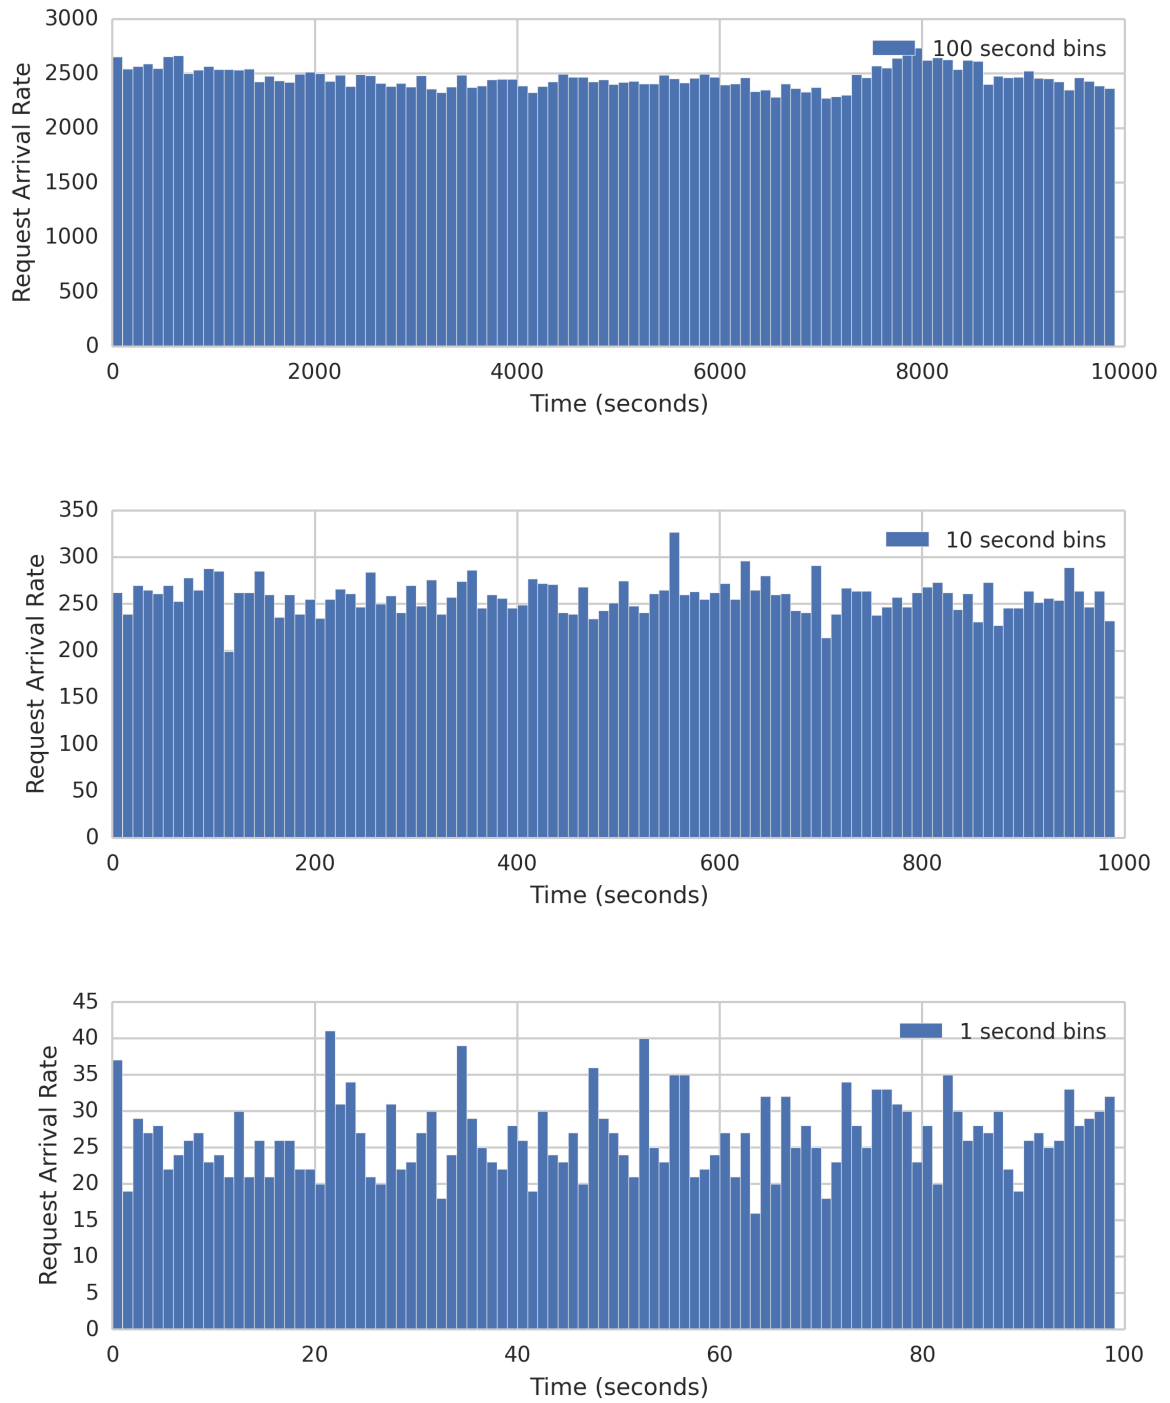 3000
2500
2000
1500
1000
500
0
Request Arrival Rate
100 second bins
0 2000 4000 6000 8000 10000
Time (seconds)
350
300
250
200
150
100
50
0
Request Arrival Rate
10 second bins
0 200 400 600 800 1000
Time (seconds)
45
40
35
30
25
20
15
10
5
0
Request Arrival Rate
1 second bins
0 20 40 60 80 100
Time (seconds)